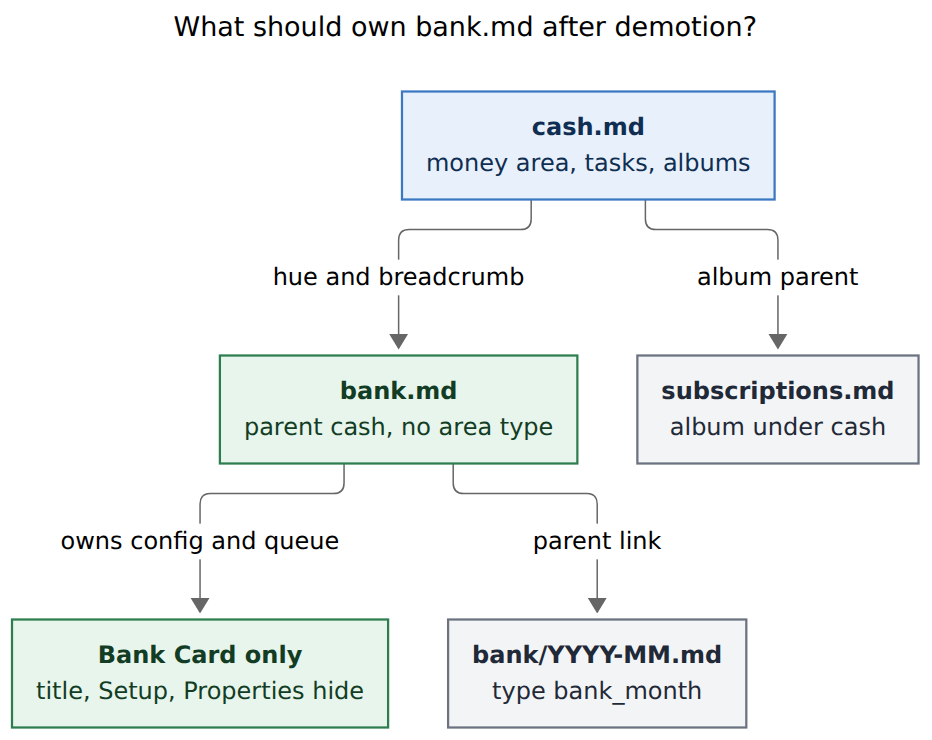 What should own bank.md after demotion?
cash.md
money area, tasks, albums
hue and breadcrumb
album parent
bank.md
parent cash, no area type
subscriptions.md
album under cash
owns config and queue
parent link
Bank Card only
title, Setup, Properties hide
bank/YYYY-MM.md
type bank_month